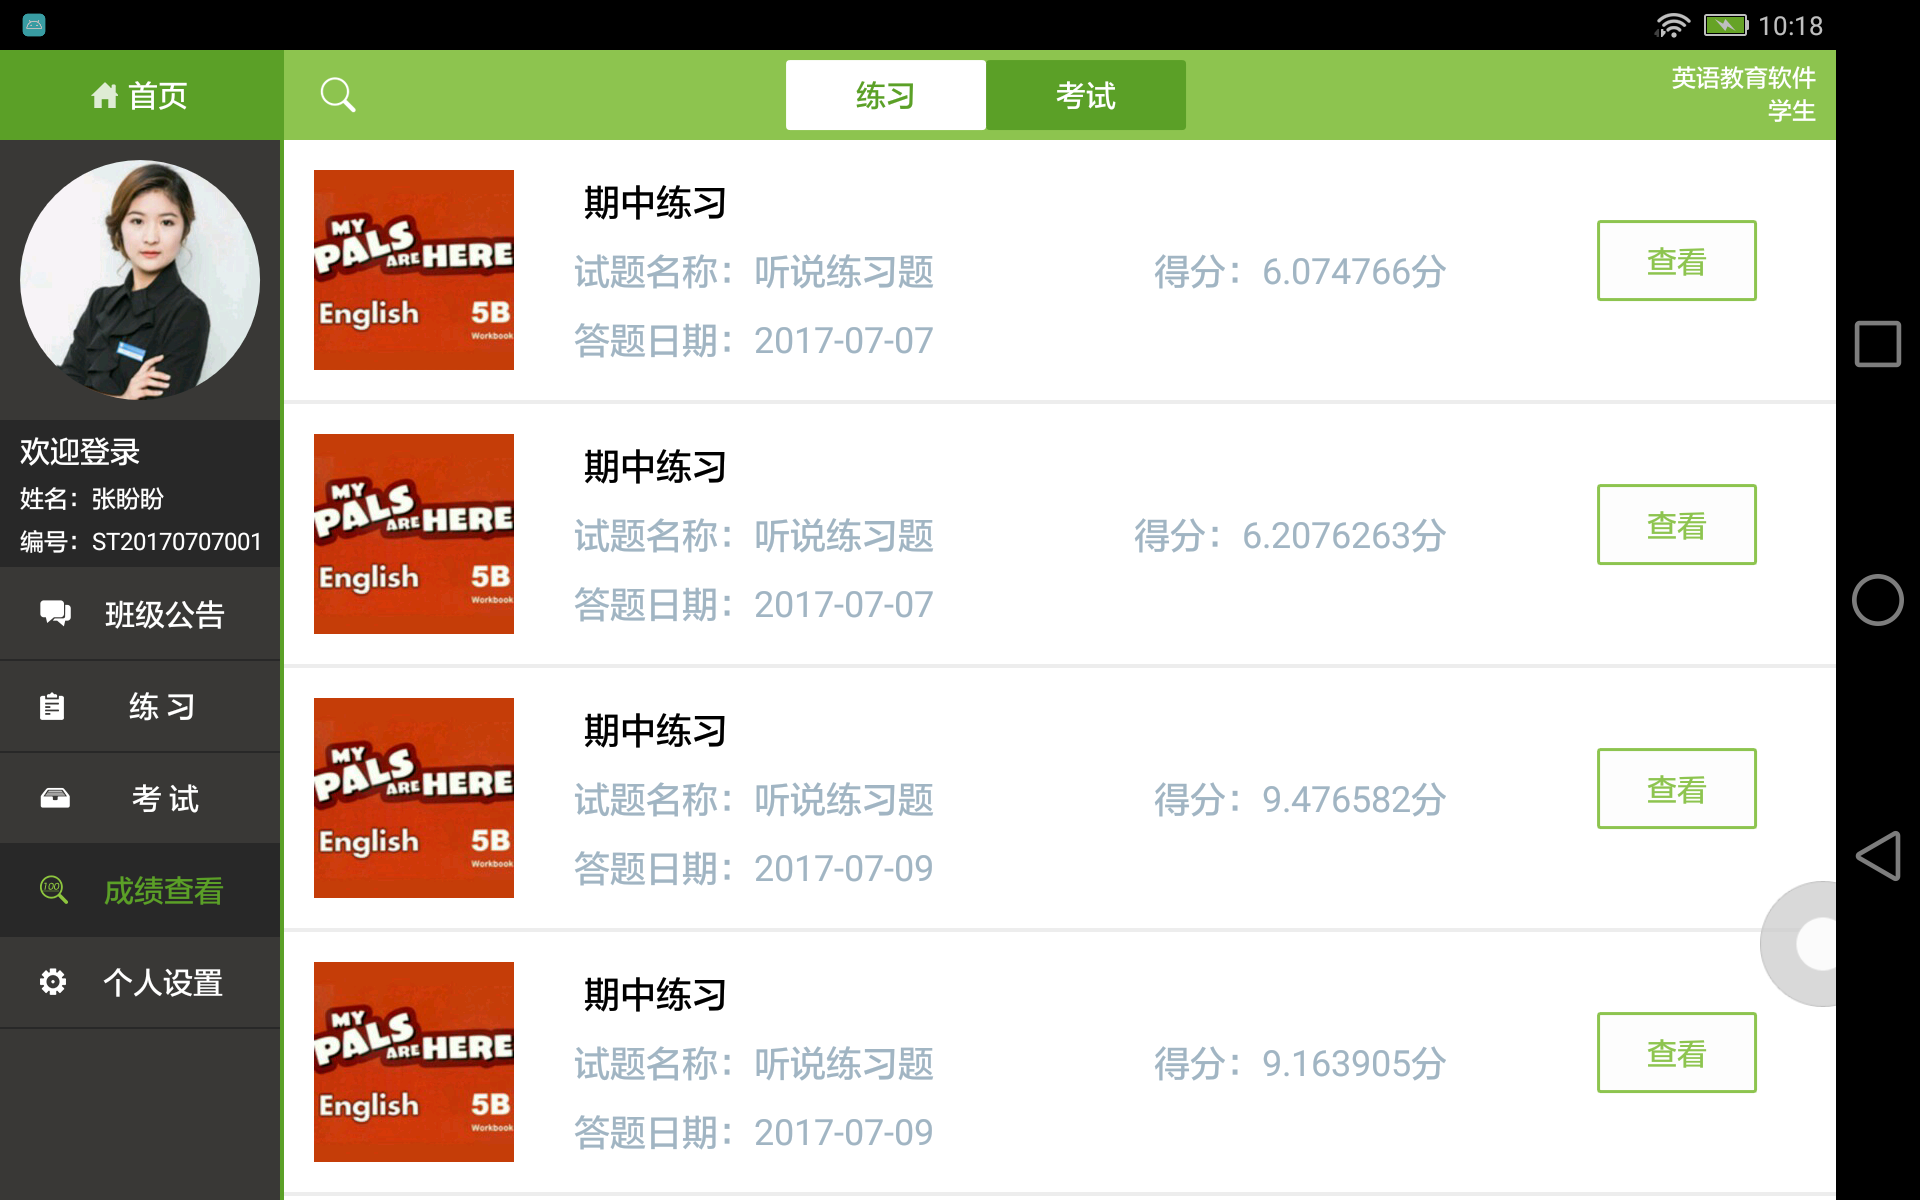 10:18
首页
练习
考试
英语教育软件
学生
欢迎登录
姓名：张盼盼
编号：ST20170707001
班级公告
练 习
考 试
100
成绩查看
个人设置
MY
PALS
ARE HERE
English 5B
Workbook
期中练习
试题名称：听说练习题
得分：6.074766分
答题日期：2017-07-07
查看
MY
PALS
ARE HERE
English 5B
Workbook
期中练习
试题名称：听说练习题
得分：6.2076263分
答题日期：2017-07-07
查看
MY
PALS
ARE HERE
English 5B
Workbook
期中练习
试题名称：听说练习题
得分：9.476582分
答题日期：2017-07-09
查看
MY
PALS
ARE HERE
English 5B
Workbook
期中练习
试题名称：听说练习题
得分：9.163905分
答题日期：2017-07-09
查看